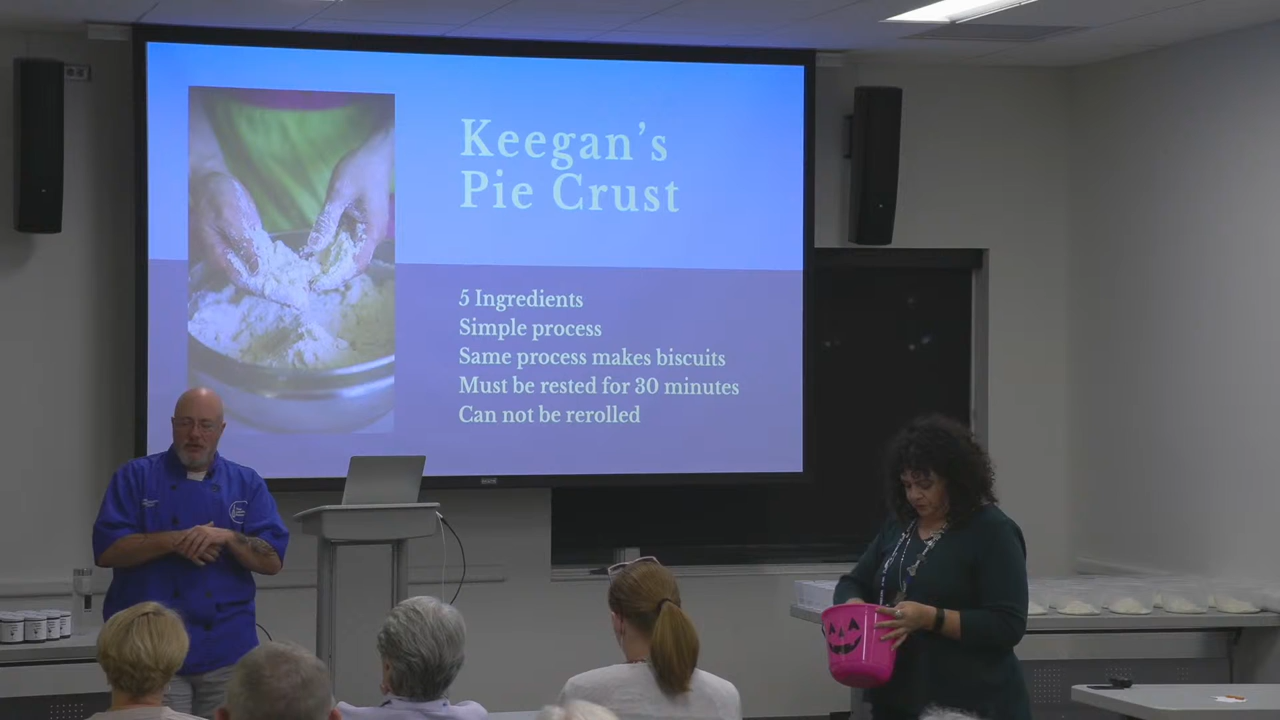 Keegan's
Pie Crust
5 Ingredients
Simple process
Same process makes biscuits
Must be rested for 30 minutes
Can not be rerolled